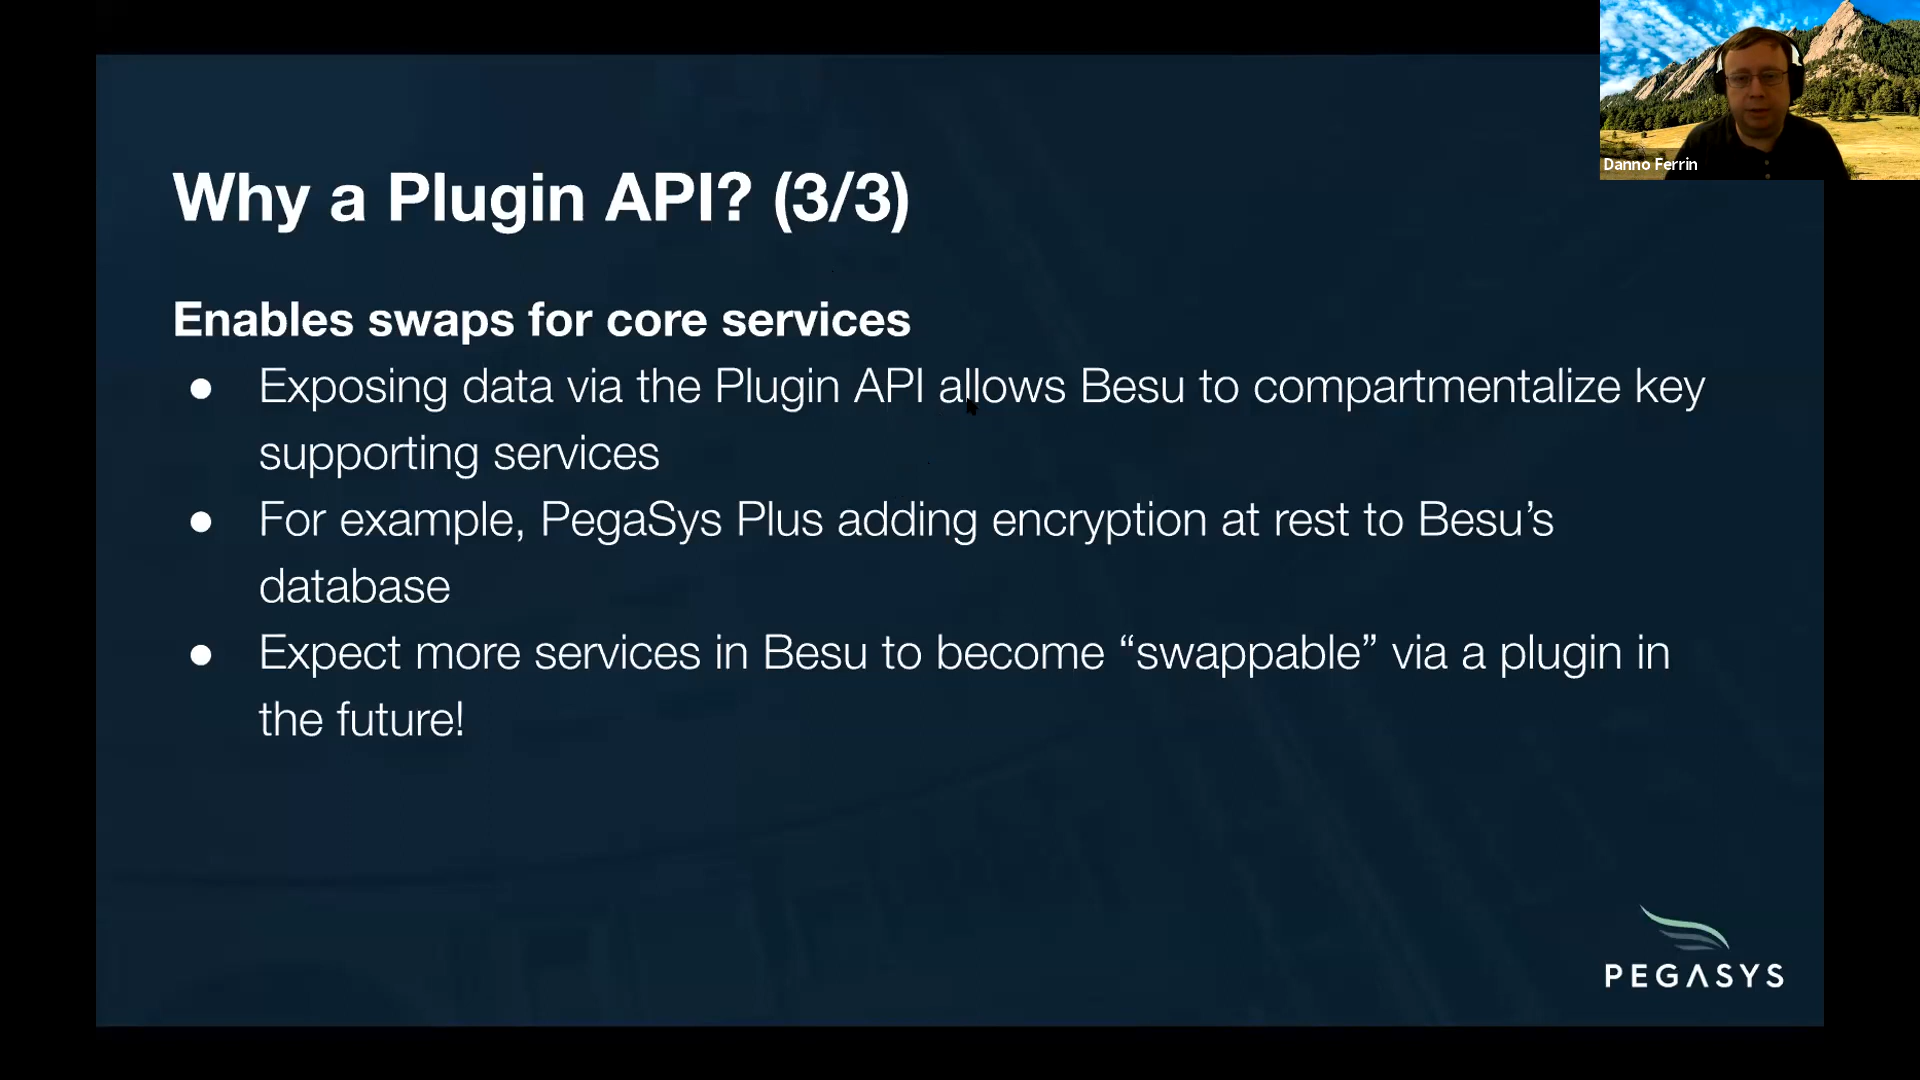 Danno Ferrin
Why a Plugin API? (3/3)
Enables swaps for core services
● Exposing data via the Plugin API allows Besu to compartmentalize key
supporting services
● For example, PegaSys Plus adding encryption at rest to Besu’s
database
● Expect more services in Besu to become “swappable” via a plugin in
the future!
PEGASYS